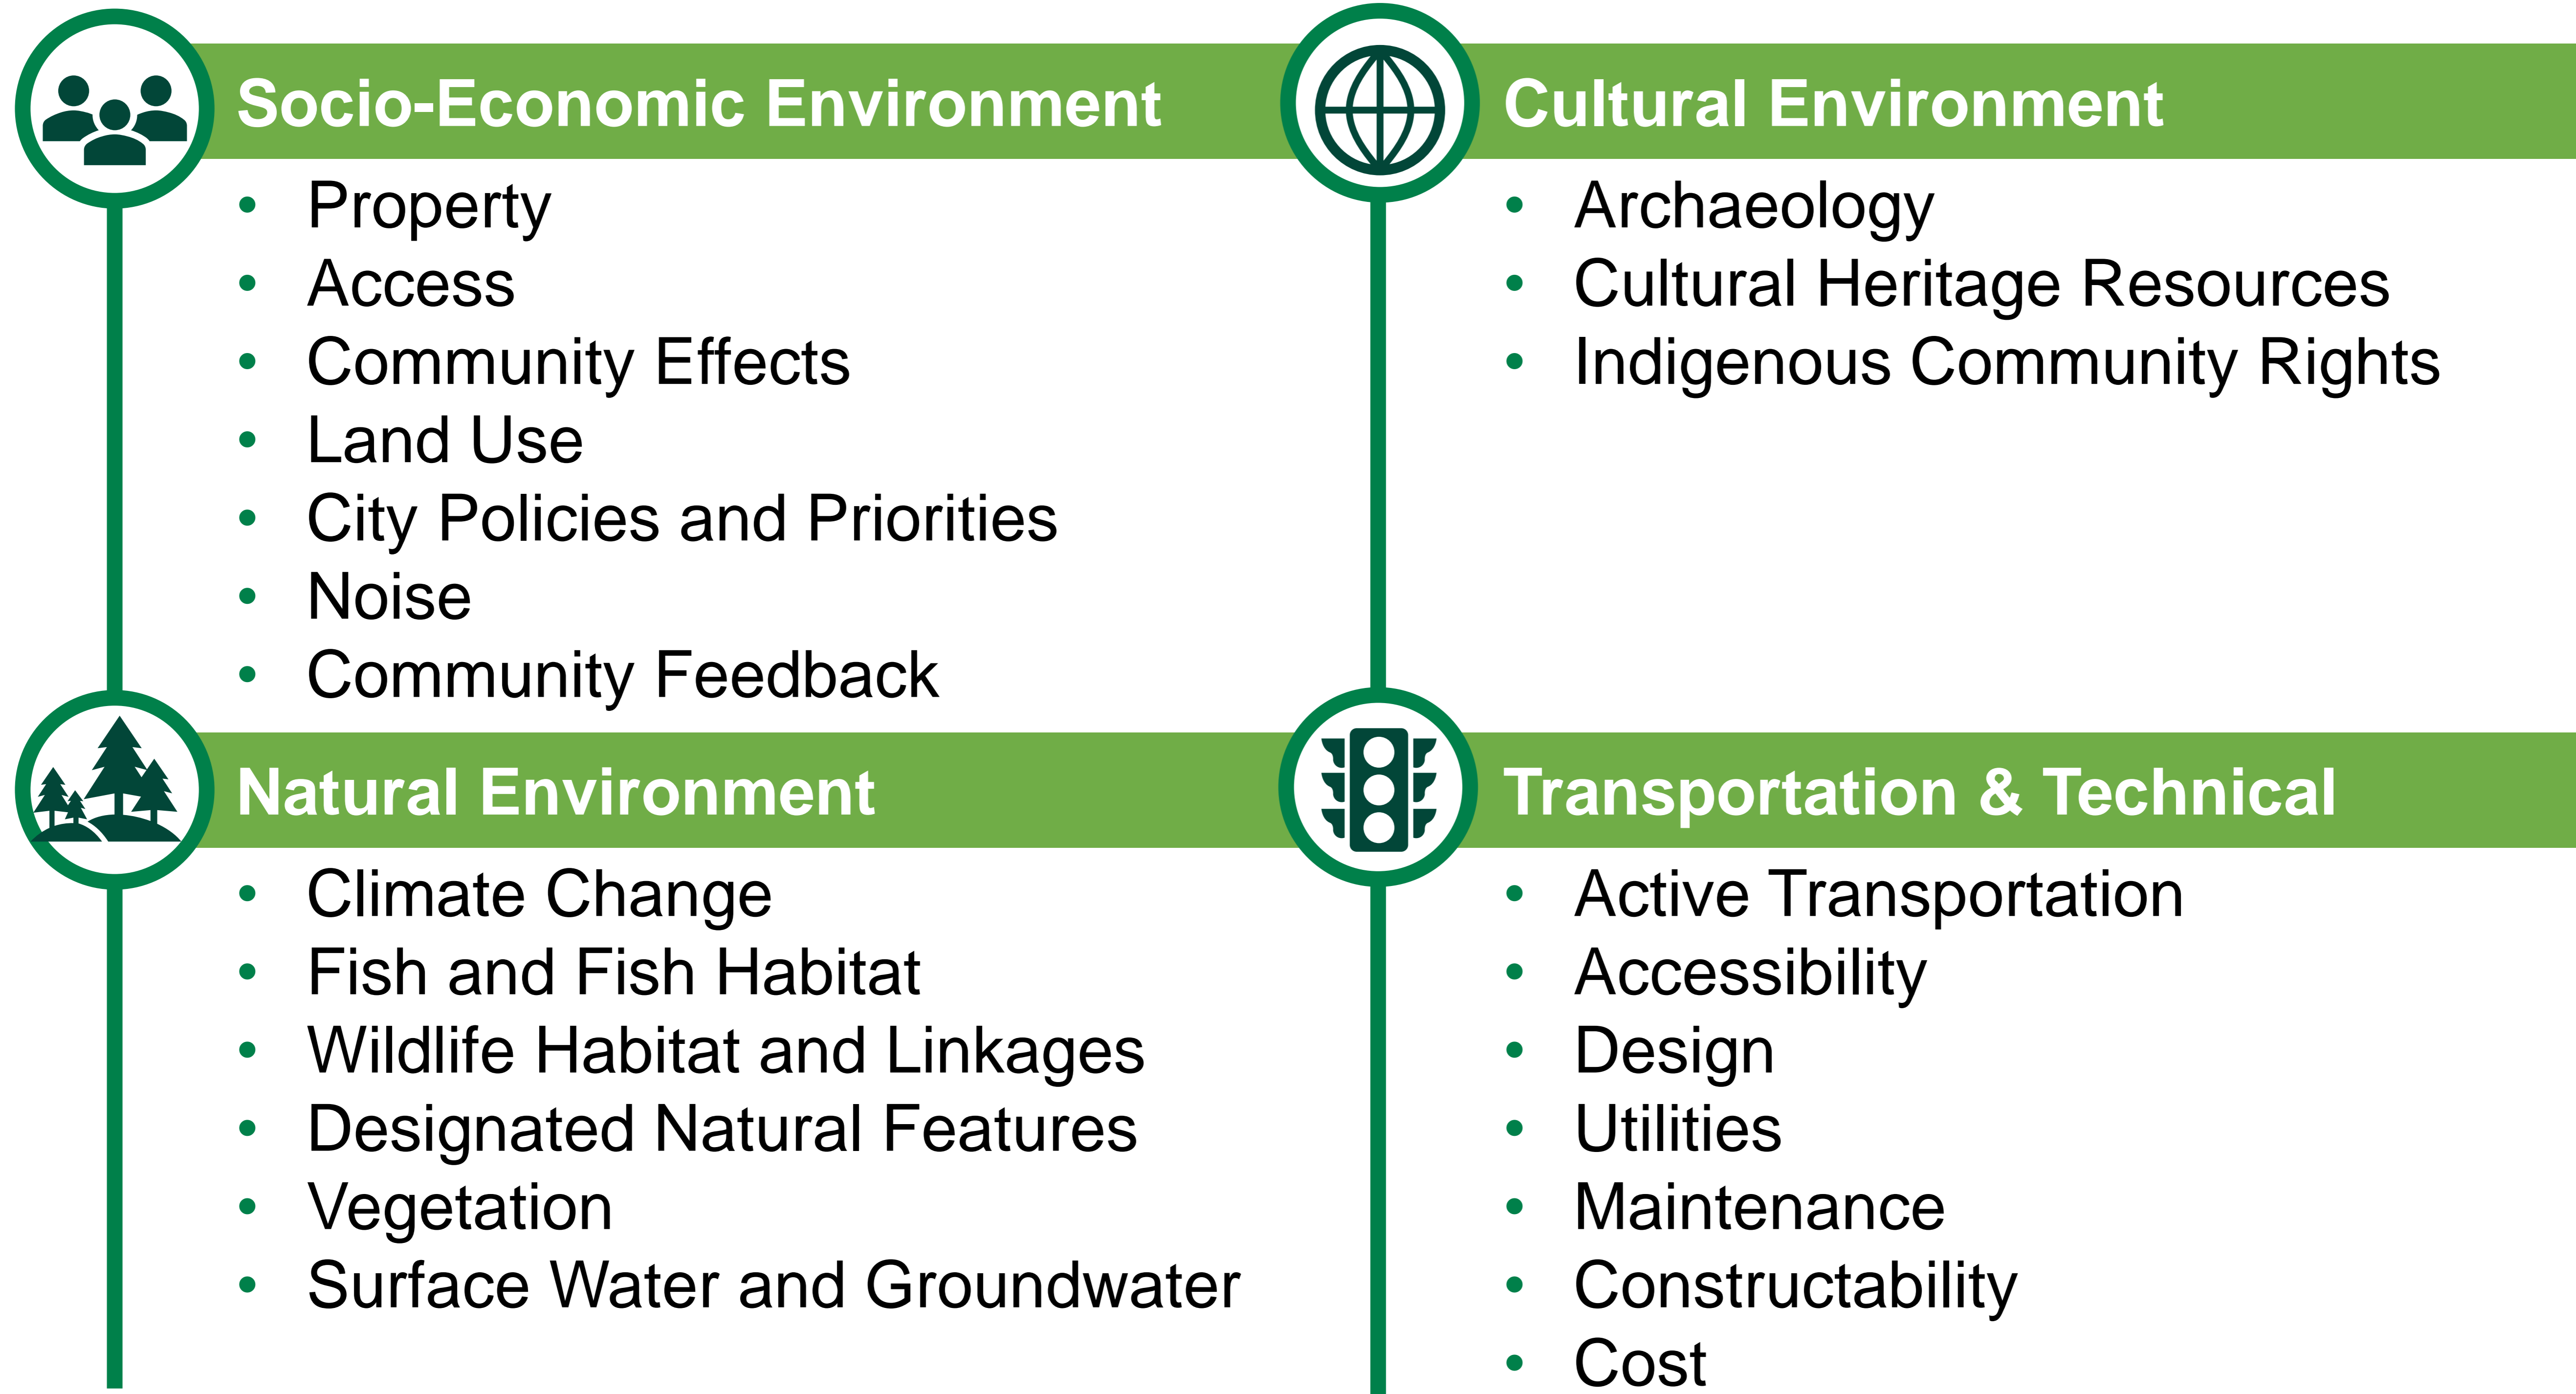 Socio-Economic Environment
• Property
• Access
• Community Effects
• Land Use
• City Policies and Priorities
• Noise
• Community Feedback
Cultural Environment
• Archaeology
• Cultural Heritage Resources
• Indigenous Community Rights
Natural Environment
• Climate Change
• Fish and Fish Habitat
• Wildlife Habitat and Linkages
• Designated Natural Features
• Vegetation
• Surface Water and Groundwater
Transportation & Technical
• Active Transportation
• Accessibility
• Design
• Utilities
• Maintenance
• Constructability
• Cost